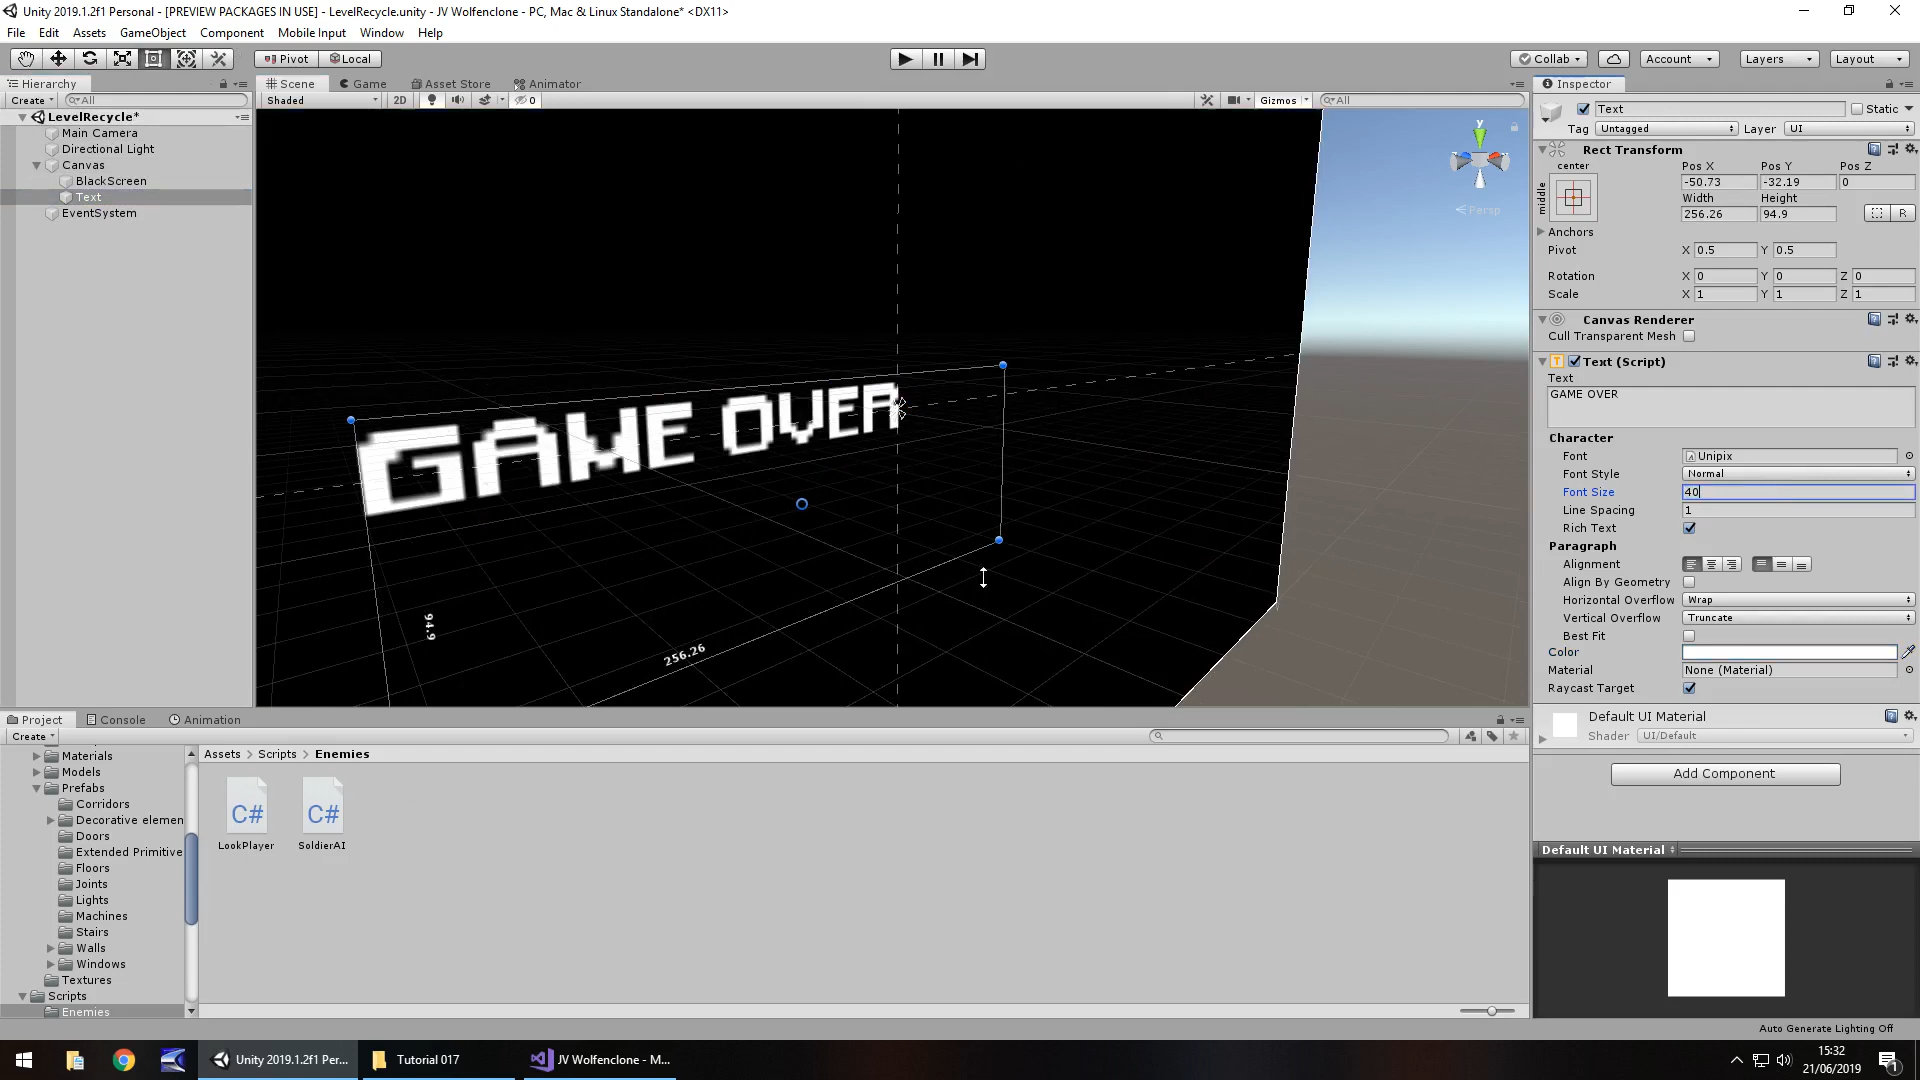 Unity 2019.1.2f1 Personal - [PREVIEW PACKAGES IN USE] - LevelRecycle.unity - JV Wolfenclone - PC, Mac & Linux Standalone* <DX11>
File Edit Assets GameObject Component Mobile Input Window Help
Pivot Local Collab Account Layers Layout
Hierarchy Scene Game Asset Store Animator Inspector
Create All Shaded 2D 0 Gizmos All
LevelRecycle*
Main Camera
Directional Light
Canvas
BlackScreen
Text
EventSystem
y
Persp
GAME OVER
94.9
256.26
Text Static
Tag Untagged Layer UI
Rect Transform
center Pos X Pos Y Pos Z
middle -50.73 -32.19 0
Width Height
256.26 94.9 R
Anchors
Pivot X 0.5 Y 0.5
Rotation X 0 Y 0 Z 0
Scale X 1 Y 1 Z 1
Canvas Renderer
Cull Transparent Mesh
Text (Script)
Text
GAME OVER
Character
Font Unipix
Font Style Normal
Font Size 40
Line Spacing 1
Rich Text
Paragraph
Alignment
Align By Geometry
Horizontal Overflow Wrap
Vertical Overflow Truncate
Best Fit
Color
Material None (Material)
Raycast Target
Default UI Material
Shader UI/Default
Add Component
Default UI Material
Project Console Animation
Create
Assets > Scripts > Enemies
Materials
Models
Prefabs
Corridors
Decorative elemen
Doors
Extended Primitive
Floors
Joints
Lights
Machines
Stairs
Walls
Windows
Textures
Scripts
Enemies
C# C#
LookPlayer SoldierAI
Auto Generate Lighting Off
Unity 2019.1.2f1 Per... Tutorial 017 JV Wolfenclone - M...
15:32
21/06/2019
1